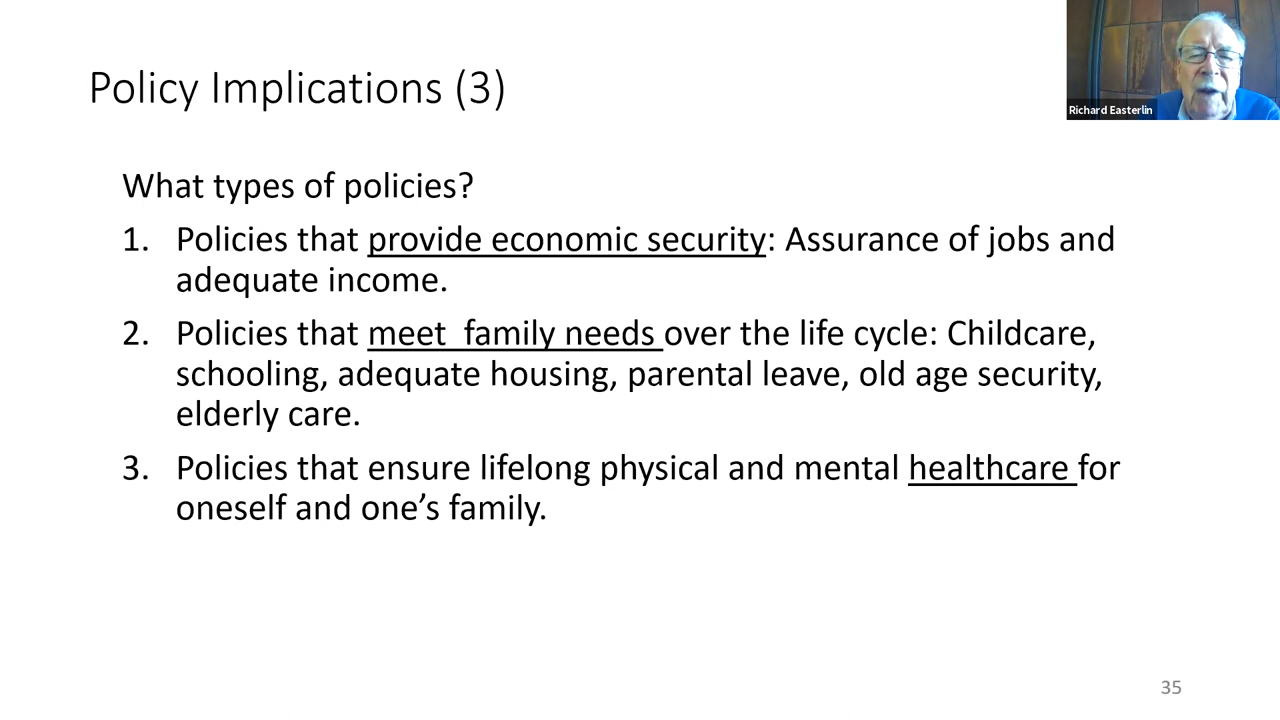 Policy Implications (3)
Richard Easterlin
What types of policies?
1. Policies that provide economic security: Assurance of jobs and
adequate income.
2. Policies that meet  family needs over the life cycle: Childcare,
schooling, adequate housing, parental leave, old age security,
elderly care.
3. Policies that ensure lifelong physical and mental healthcare for
oneself and one’s family.
35